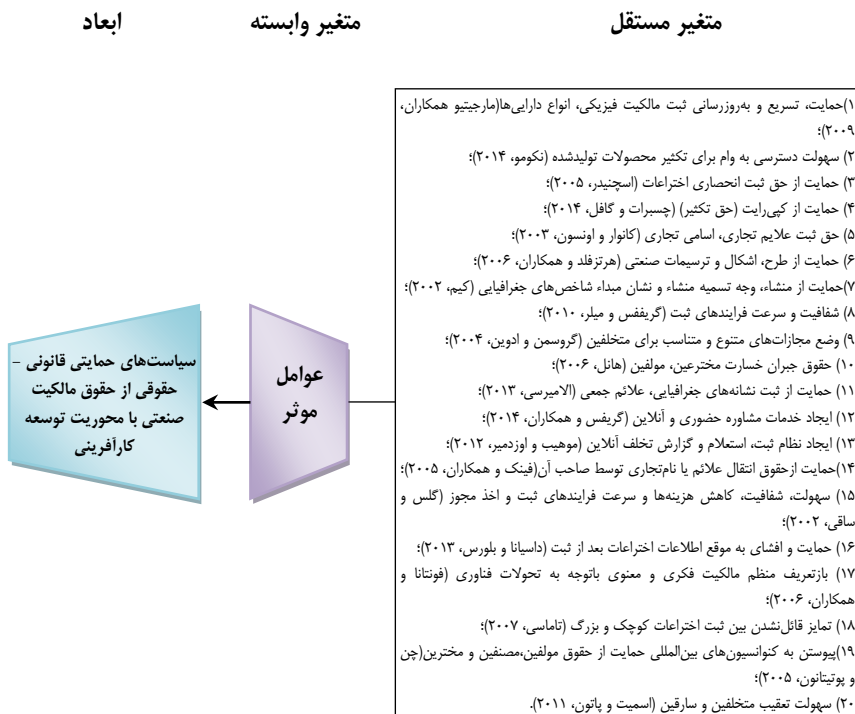 متغیر مستقل
متغیر وابسته
ابعاد
۱)حمایت، تسریع و به‌روزرسانی ثبت مالکیت فیزیکی، انواع دارایی‌ها(مارجیتیو همکاران،
۲۰۰۹)؛
۲) سهولت دسترسی به وام برای تکثیر محصولات تولیدشده (نکومو، ۲۰۱۴)؛
۳) حمایت از حق ثبت انحصاری اختراعات (اسچنیدر، ۲۰۰۵)؛
۴) حمایت از کپی‌رایت (حق تکثیر) (چسبرات و گافل، ۲۰۱۴)؛
۵) حق ثبت علایم تجاری، اسامی تجاری (کانوار و اونسون، ۲۰۰۳)؛
۶) حمایت از طرح، اشکال و ترسیمات صنعتی (هرتزفلد و همکاران، ۲۰۰۶)؛
۷)حمایت از منشاء، وجه تسمیه منشاء و نشان مبداء شاخص‌های جغرافیایی (کیم، ۲۰۰۲)؛
۸) شفافیت و سرعت فرایندهای ثبت (گریففس و میلر، ۲۰۱۰)؛
۹) وضع مجازات‌های متنوع و متناسب برای متخلفین (گروسمن و ادوین، ۲۰۰۴)؛
۱۰) حقوق جبران خسارت مخترعین، مولفین (هانل، ۲۰۰۶)؛
۱۱) حمایت از ثبت نشانه‌های جغرافیایی، علائم جمعی (الامیرسی، ۲۰۱۳)؛
۱۲) ایجاد خدمات مشاوره حضوری و آنلاین (گریفس و همکاران، ۲۰۱۴)؛
۱۳) ایجاد نظام ثبت، استعلام و گزارش تخلف آنلاین (موهیب و اوزدمیر، ۲۰۱۲)؛
۱۴)حمایت ازحقوق انتقال علائم یا نام‌تجاری توسط صاحب آن(فینک و همکاران، ۲۰۰۵)؛
۱۵) سهولت، شفافیت، کاهش هزینه‌ها و سرعت فرایندهای ثبت و اخذ مجوز (گلس و
ساقی، ۲۰۰۲)؛
۱۶) حمایت و افشای به موقع اطلاعات اختراعات بعد از ثبت (داسیانا و بلورس، ۲۰۱۳)؛
۱۷) بازتعریف منظم مالکیت فکری و معنوی باتوجه به تحولات فناوری (فونتانا و
همکاران، ۲۰۰۶)؛
۱۸) تمایز قائل‌نشدن بین ثبت اختراعات کوچک و بزرگ (تاماسی، ۲۰۰۷)؛
۱۹)پیوستن به کنوانسیون‌های بین‌المللی حمایت از حقوق مولفین،مصنفین و مخترین(چن
و پوتیتانون، ۲۰۰۵)؛
۲۰) سهولت تعقیب متخلفین و سارقین (اسمیت و پاتون، ۲۰۱۱).
عوامل
موثر
سیاست‌های حمایتی قانونی –
حقوقی از حقوق مالکیت
صنعتی با محوریت توسعه
کارآفرینی